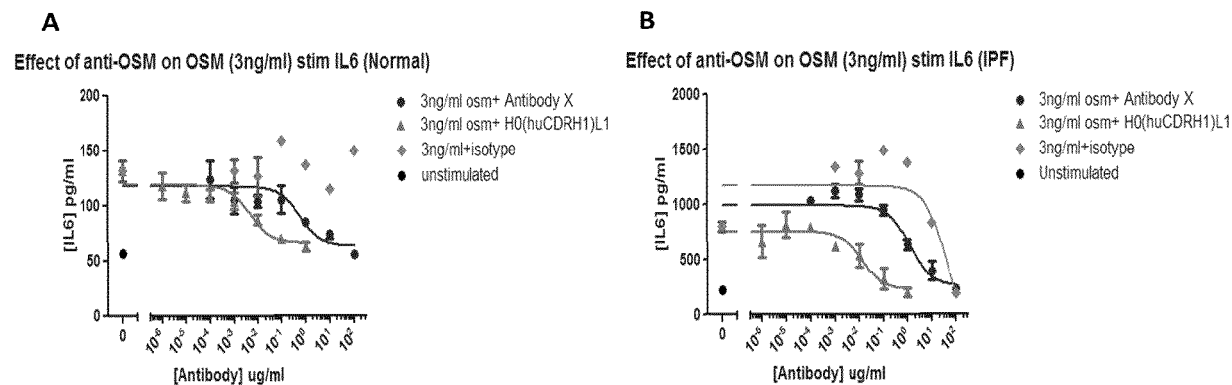 A
Effect of anti-OSM on OSM (3ng/ml) stim IL6 (Normal)
200
150
100
50
0
[IL6] pg/ml
0
10-6
10-5
10-4
10-3
10-2
10-1
100
101
102
[Antibody] ug/ml
3ng/ml osm+ Antibody X
3ng/ml osm+ H0(huCDRH1)L1
3ng/ml+isotype
unstimulated
B
Effect of anti-OSM on OSM (3ng/ml) stim IL6 (IPF)
2000
1500
1000
500
0
[IL6] pg/ml
0
10-6
10-5
10-4
10-3
10-2
10-1
100
101
102
[Antibody] ug/ml
3ng/ml osm+ Antibody X
3ng/ml osm+ H0(huCDRH1)L1
3ng/ml+isotype
Unstimulated